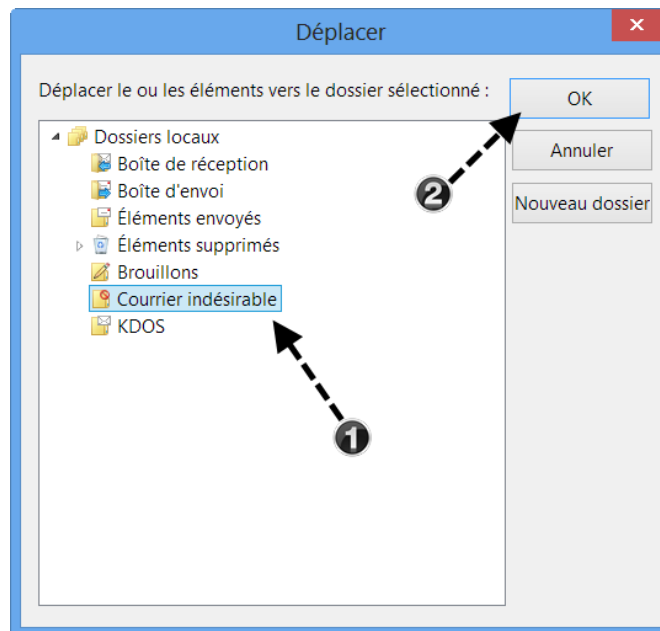 Déplacer
Déplacer le ou les éléments vers le dossier sélectionné :
OK
Annuler
Nouveau dossier
Dossiers locaux
Boîte de réception
Boîte d'envoi
Éléments envoyés
Éléments supprimés
Brouillons
Courrier indésirable
KDOS
2
1